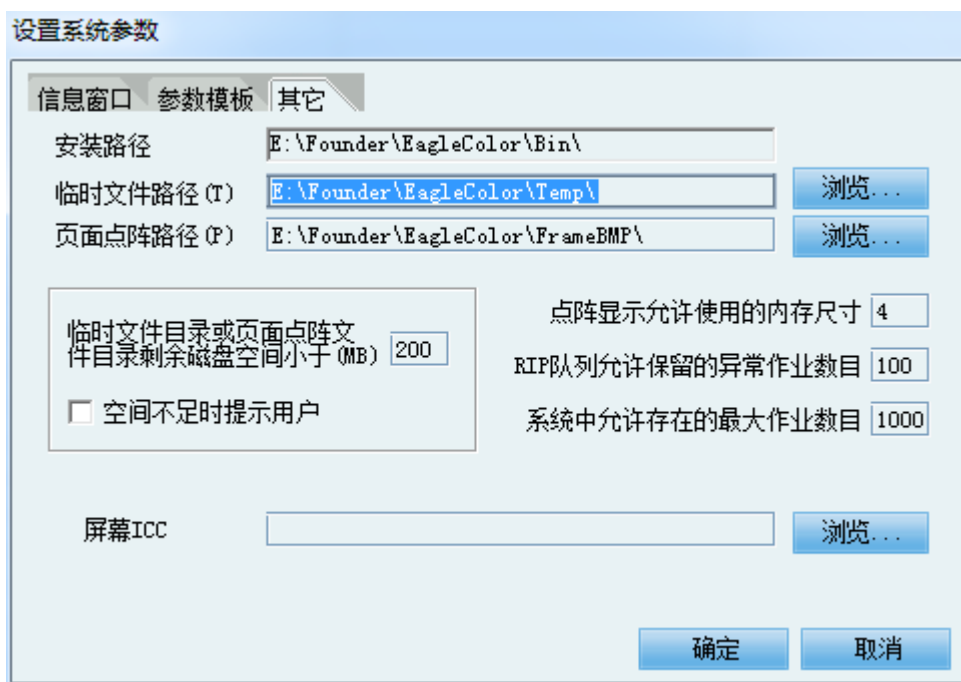 设置系统参数
信息窗口 参数模板 其它
安装路径 E:\Founder\EagleColor\Bin\
临时文件路径(T) E:\Founder\EagleColor\Temp\ 浏览...
页面点阵路径(P) E:\Founder\EagleColor\FrameBMP\ 浏览...
临时文件目录或页面点阵文
件目录剩余磁盘空间小于(MB) 200
空间不足时提示用户
点阵显示允许使用的内存尺寸 4
RIP队列允许保留的异常作业数目 100
系统中允许存在的最大作业数目 1000
屏幕ICC 浏览...
确定 取消